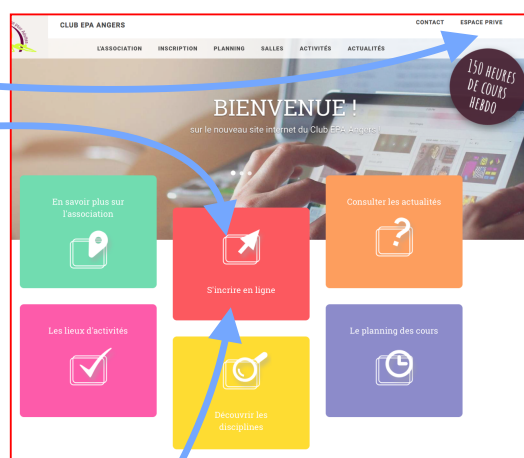 CLUB EPA ANGERS
CONTACT ESPACE PRIVE
L'ASSOCIATION INSCRIPTION PLANNING SALLES ACTIVITÉS ACTUALITÉS
150 HEURES
DE COURS
HEBDO
BIENVENUE !
sur le nouveau site internet du Club EPA Angers
En savoir plus sur
l'association
Consulter les actualités
S'incrire en ligne
Les lieux d'activités
Le planning des cours
Découvrir les
disciplines